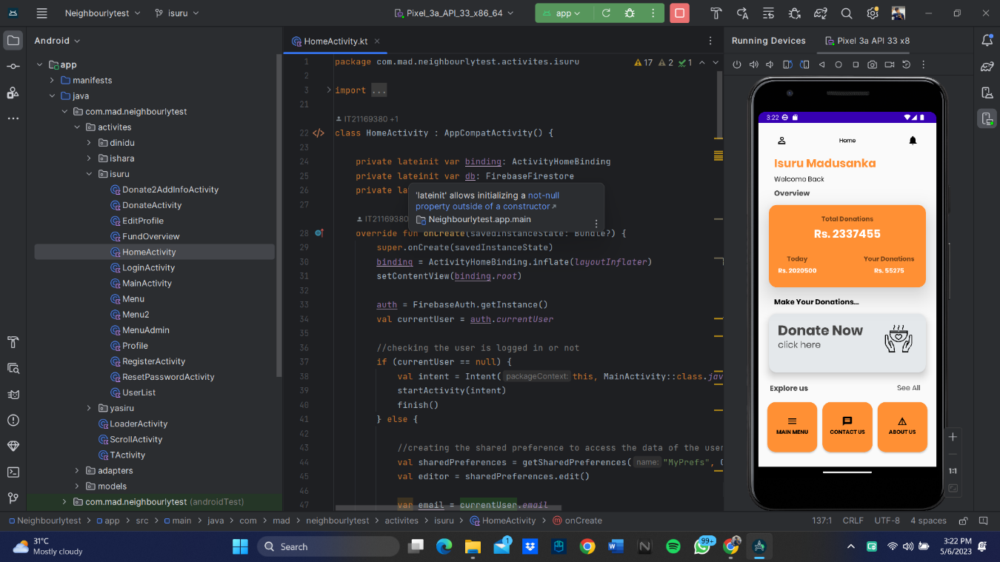 Neighbourlytest
isuru
Pixel_3a_API_33_x86_64
app
Android
HomeActivity.kt
Running Devices
Pixel 3a API 33 x8
app
manifests
java
com.mad.neighbourlytest
activites
dinidu
ishara
isuru
Donate2AddInfoActivity
DonateActivity
EditProfile
FundOverview
HomeActivity
LoginActivity
MainActivity
Menu
Menu2
MenuAdmin
Profile
RegisterActivity
ResetPasswordActivity
UserList
yasiru
LoaderActivity
ScrollActivity
TActivity
adapters
models
com.mad.neighbourlytest (androidTest)
17 2 1
1 package com.mad.neighbourlytest.activites.isuru
2
3 import ...
21
IT21169380 +1
22 class HomeActivity : AppCompatActivity() {
23
24 private lateinit var binding: ActivityHomeBinding
25 private lateinit var db: FirebaseFirestore
26 private la
27
'lateinit' allows initializing a not-null
property outside of a constructor
Neighbourlytest.app.main
IT21169380
28 override fun onCreate(savedInstanceState: Bundle?) {
29 super.onCreate(savedInstanceState)
30 binding = ActivityHomeBinding.inflate(layoutInflater)
31 setContentView(binding.root)
32
33 auth = FirebaseAuth.getInstance()
34 val currentUser = auth.currentUser
35
36 //checking the user is logged in or not
37 if (currentUser == null) {
38 val intent = Intent( packageContext: this, MainActivity::class.jav
39 startActivity(intent)
40 finish()
41 } else {
42
43 //creating the shared preference to access the data of the user
44 val sharedPreferences = getSharedPreferences( name: "MyPrefs",
45 val editor = sharedPreferences.edit()
46
47 var email = currentUser.email
3:22
Home
Isuru Madusanka
Welcome Back
Overview
Total Donations
Rs. 2337455
Today Your Donations
Rs. 2020500 Rs. 55275
Make Your Donations...
Donate Now
click here
Explore us See All
MAIN MENU CONTACT US ABOUT US
1:1
Neighbourlytest > app > src > main > java > com > mad > neighbourlytest > activites > isuru > HomeActivity > onCreate
137:1 CRLF UTF-8 4 spaces
31°C
Mostly cloudy
Search
1
99+
3:22 PM
5/6/2023